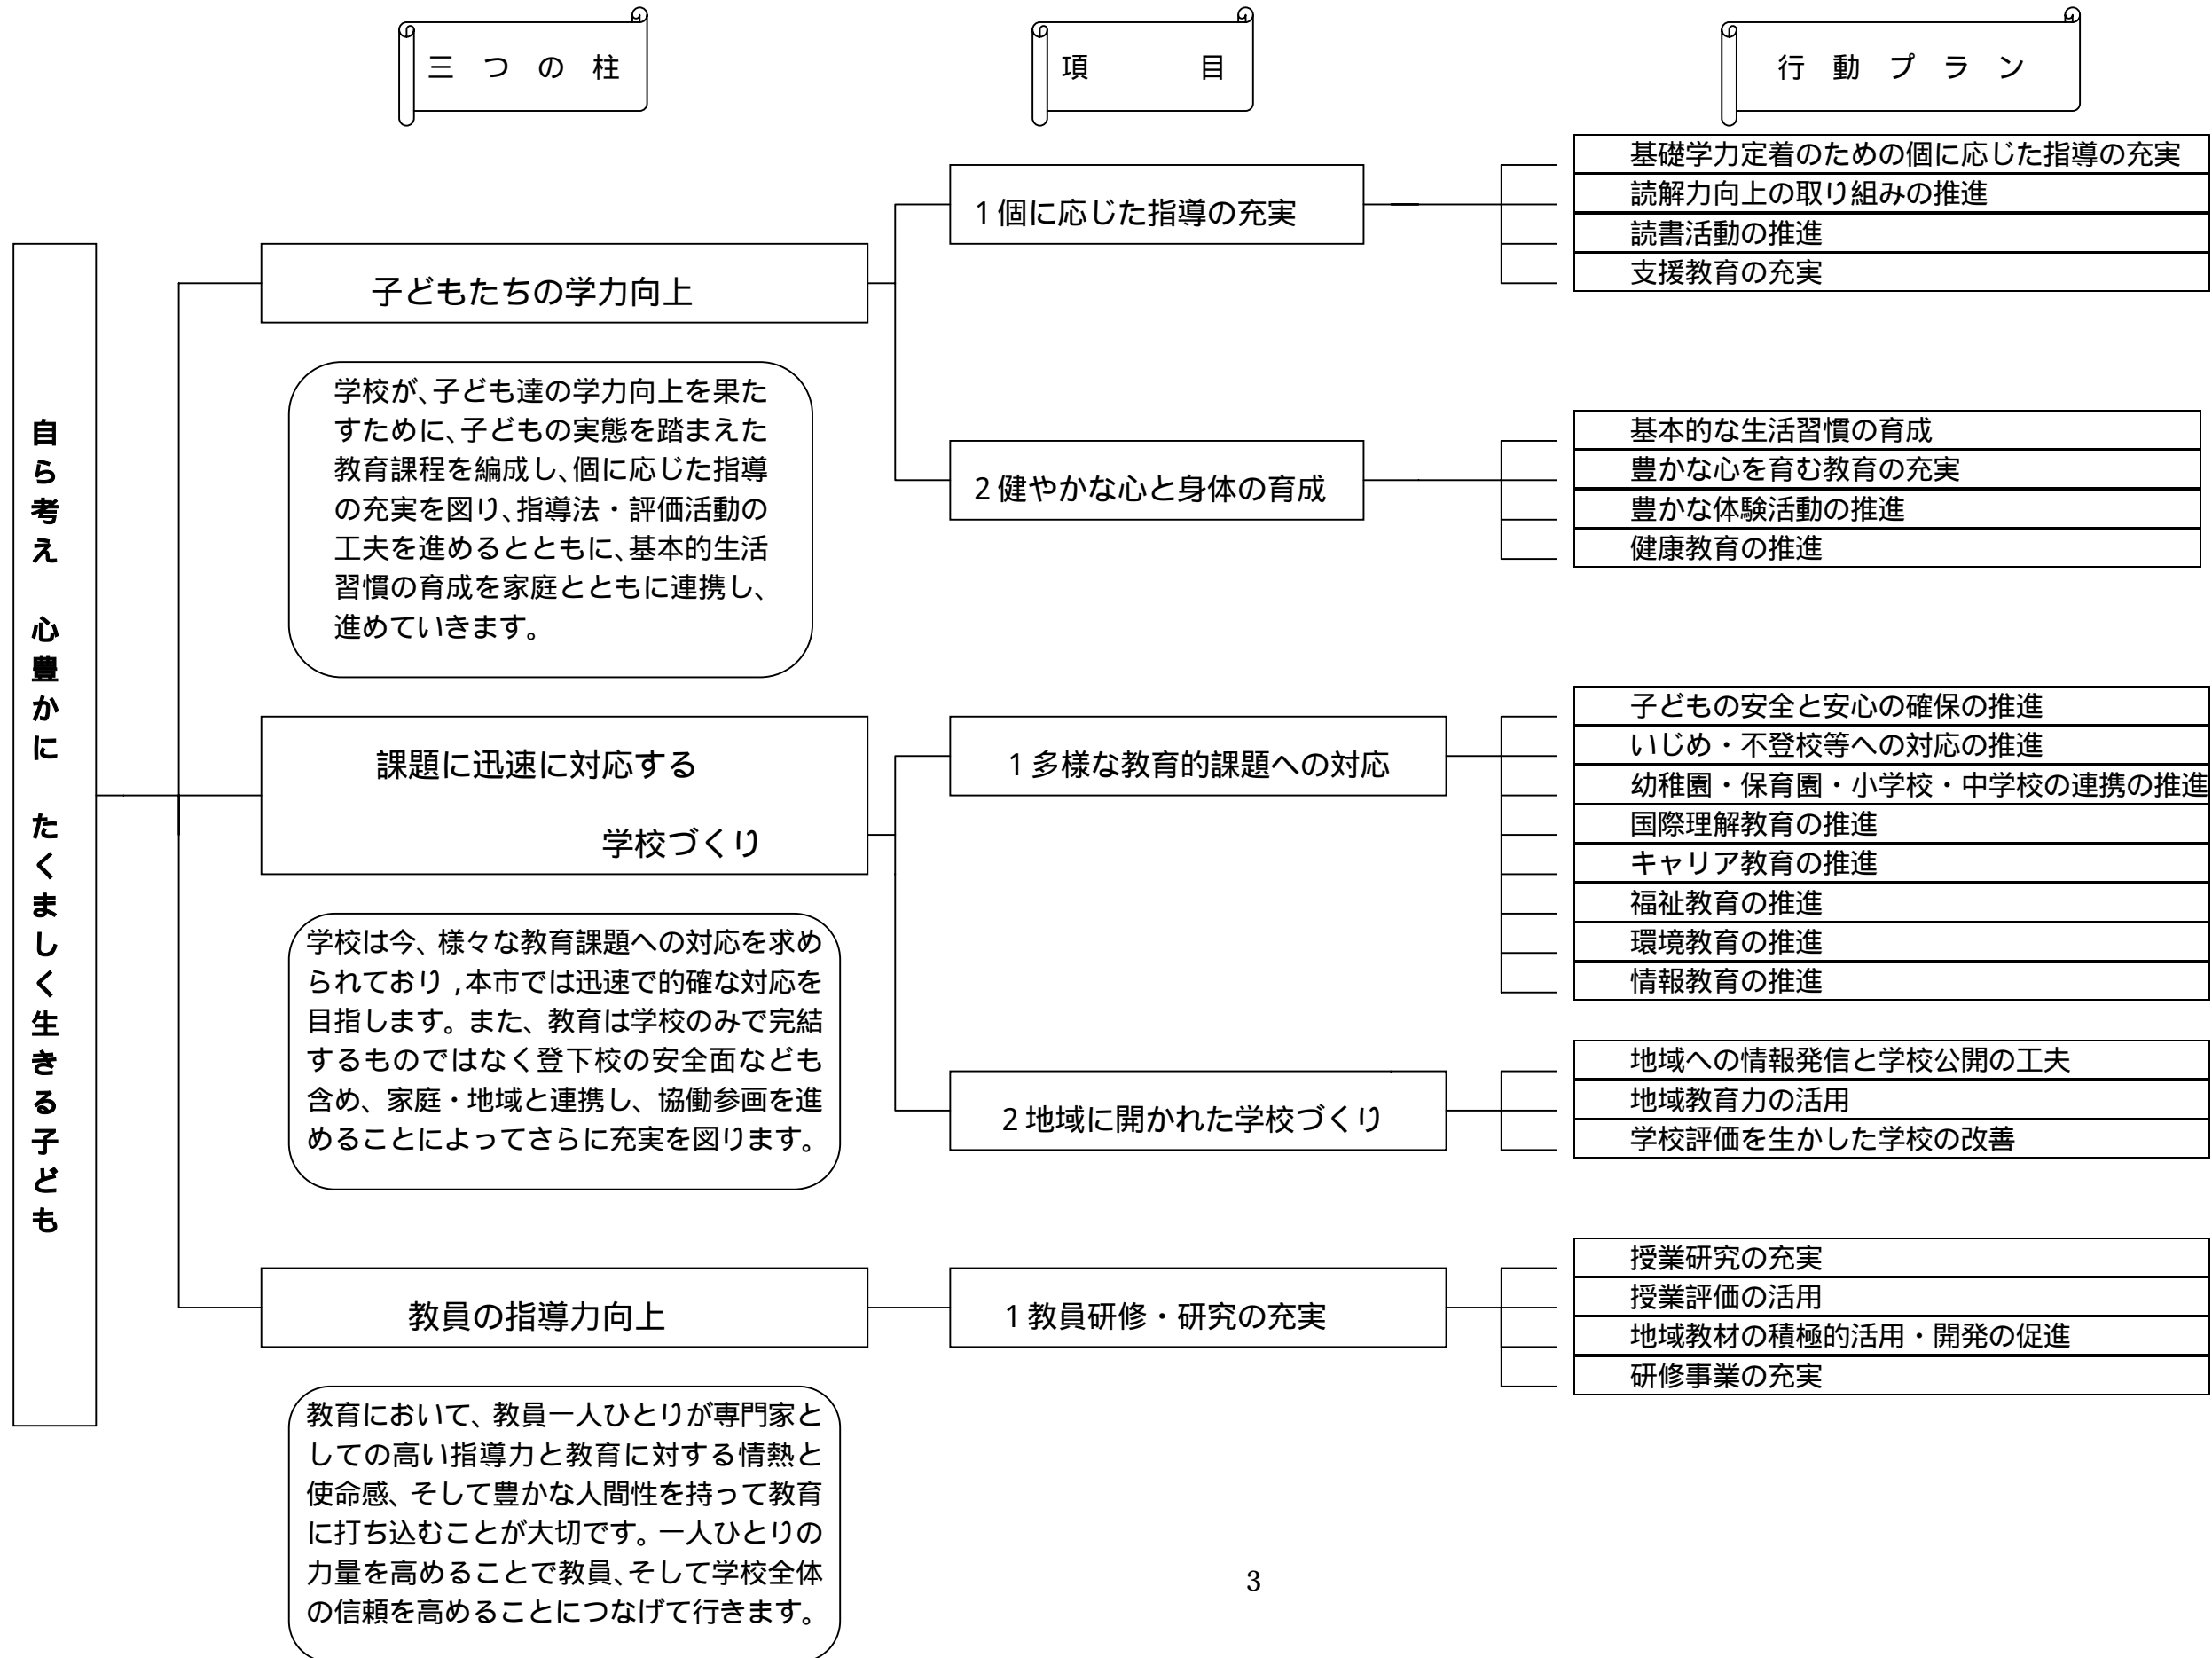 三つの柱
項目
行動プラン
自ら考え　心豊かに　たくましく生きる子ども
子どもたちの学力向上
学校が、子ども達の学力向上を果た
すために、子どもの実態を踏まえた
教育課程を編成し、個に応じた指導
の充実を図り、指導法・評価活動の
工夫を進めるとともに、基本的生活
習慣の育成を家庭とともに連携し、
進めていきます。
1個に応じた指導の充実
基礎学力定着のための個に応じた指導の充実
読解力向上の取り組みの推進
読書活動の推進
支援教育の充実
2健やかな心と身体の育成
基本的な生活習慣の育成
豊かな心を育む教育の充実
豊かな体験活動の推進
健康教育の推進
課題に迅速に対応する
学校づくり
学校は今、様々な教育課題への対応を求め
られており,本市では迅速で的確な対応を
目指します。また、教育は学校のみで完結
するものではなく登下校の安全面なども
含め、家庭・地域と連携し、協働参画を進
めることによってさらに充実を図ります。
1多様な教育的課題への対応
子どもの安全と安心の確保の推進
いじめ・不登校等への対応の推進
幼稚園・保育園・小学校・中学校の連携の推進
国際理解教育の推進
キャリア教育の推進
福祉教育の推進
環境教育の推進
情報教育の推進
2地域に開かれた学校づくり
地域への情報発信と学校公開の工夫
地域教育力の活用
学校評価を生かした学校の改善
教員の指導力向上
教育において、教員一人ひとりが専門家と
しての高い指導力と教育に対する情熱と
使命感、そして豊かな人間性を持って教育
に打ち込むことが大切です。一人ひとりの
力量を高めることで教員、そして学校全体
の信頼を高めることにつなげて行きます。
1教員研修・研究の充実
授業研究の充実
授業評価の活用
地域教材の積極的活用・開発の促進
研修事業の充実
3